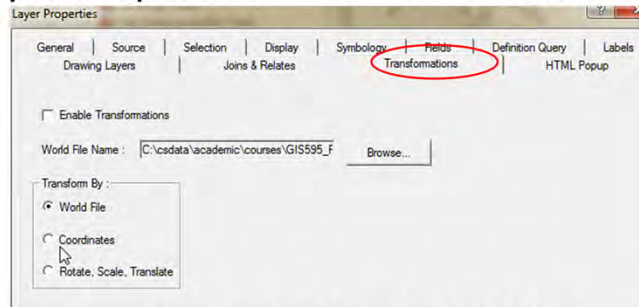 Layer Properties
General Source Selection Display Symbology Fields Definition Query Labels
Drawing Layers Joins & Relates Transformations HTML Popup
Enable Transformations
World File Name : C:\csdata\academic\courses\GIS595_F Browse...
Transform By :
World File
Coordinates
Rotate, Scale, Translate